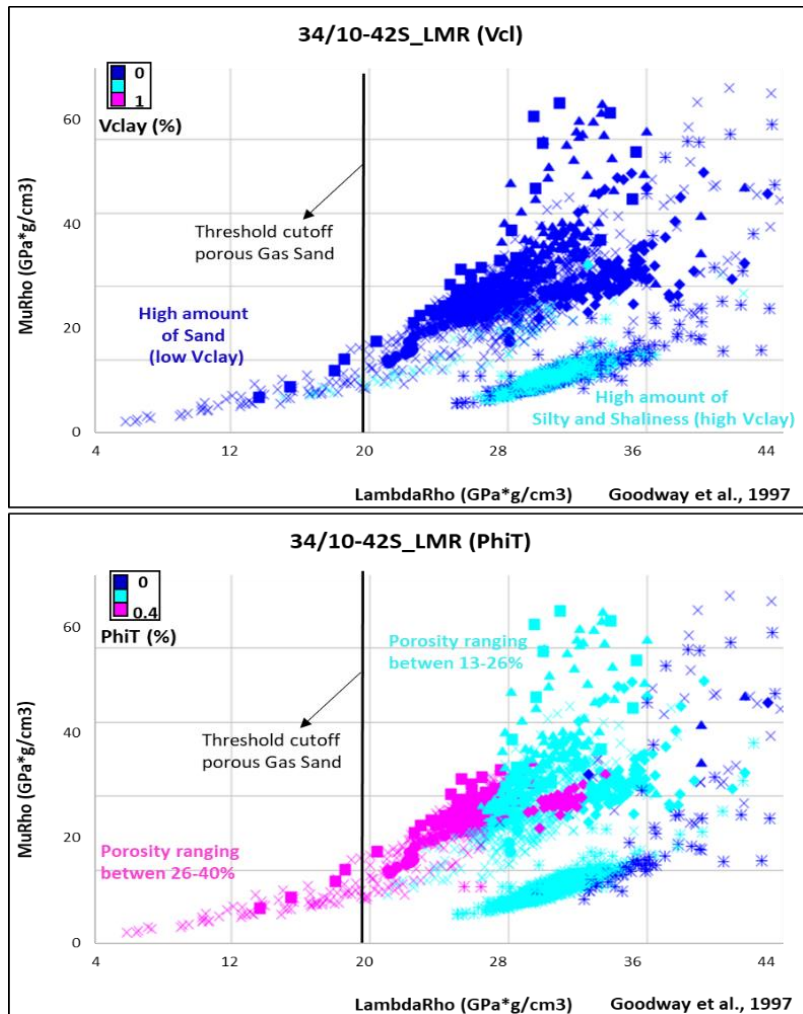 34/10-42S_LMR (Vcl)
0
1
Vclay (%)
60
40
20
0
MuRho (GPa*g/cm3)
Threshold cutoff
porous Gas Sand
High amount
of Sand
(low Vclay)
High amount of
Silty and Shaliness (high Vclay)
4
12
20
28
36
44
LambdaRho (GPa*g/cm3)
Goodway et al., 1997
34/10-42S_LMR (PhiT)
0
0.4
PhiT (%)
60
40
20
0
MuRho (GPa*g/cm3)
Porosity ranging
betwen 13-26%
Threshold cutoff
porous Gas Sand
Porosity ranging
betwen 26-40%
4
12
20
28
36
44
LambdaRho (GPa*g/cm3)
Goodway et al., 1997